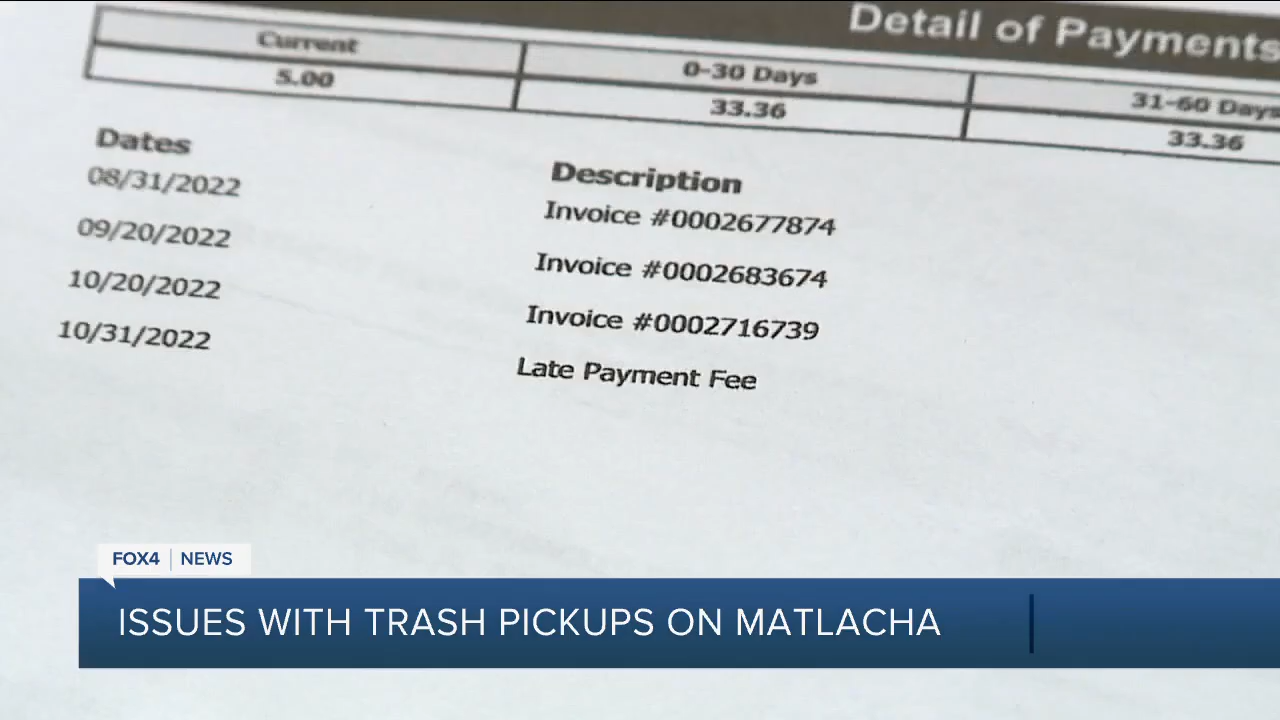 Detail of Payments
Current 0-30 Days 31-60 Days
5.00 33.36 33.36
Dates Description
08/31/2022 Invoice #0002677874
09/20/2022 Invoice #0002683674
10/20/2022 Invoice #0002716739
10/31/2022 Late Payment Fee
FOX4 NEWS
ISSUES WITH TRASH PICKUPS ON MATLACHA